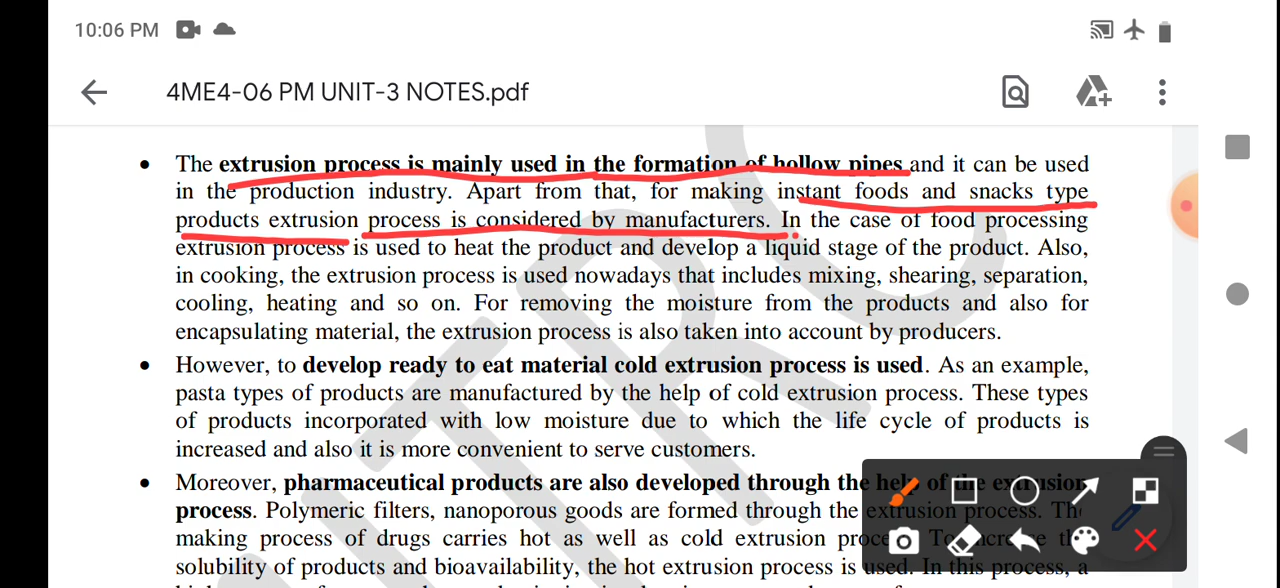 10:06 PM
4ME4-06 PM UNIT-3 NOTES.pdf
• The extrusion process is mainly used in the formation of hollow pipes and it can be used
in the production industry. Apart from that, for making instant foods and snacks type
products extrusion process is considered by manufacturers. In the case of food processing
extrusion process is used to heat the product and develop a liquid stage of the product. Also,
in cooking, the extrusion process is used nowadays that includes mixing, shearing, separation,
cooling, heating and so on. For removing the moisture from the products and also for
encapsulating material, the extrusion process is also taken into account by producers.
• However, to develop ready to eat material cold extrusion process is used. As an example,
pasta types of products are manufactured by the help of cold extrusion process. These types
of products incorporated with low moisture due to which the life cycle of products is
increased and also it is more convenient to serve customers.
• Moreover, pharmaceutical products are also developed through the help of the extrusion
process. Polymeric filters, nanoporous goods are formed through the extrusion process. The
making process of drugs carries hot as well as cold extrusion process. To increase the
solubility of products and bioavailability, the hot extrusion process is used. In this process, a